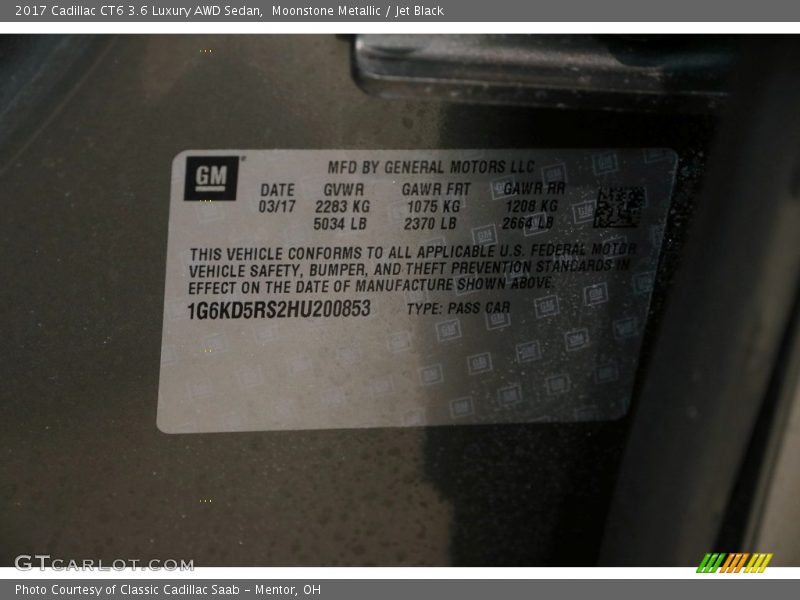 2017 Cadillac CT6 3.6 Luxury AWD Sedan, Moonstone Metallic / Jet Black
GM
MFD BY GENERAL MOTORS LLC
DATE GVWR GAWR FRT GAWR RR
03/17 2283 KG 1075 KG 1208 KG
5034 LB 2370 LB 2664 LB
THIS VEHICLE CONFORMS TO ALL APPLICABLE U.S. FEDERAL MOTOR
VEHICLE SAFETY, BUMPER, AND THEFT PREVENTION STANDARDS IN
EFFECT ON THE DATE OF MANUFACTURE SHOWN ABOVE.
1G6KD5RS2HU200853 TYPE: PASS CAR
GTCARLOT.COM
Photo Courtesy of Classic Cadillac Saab - Mentor, OH